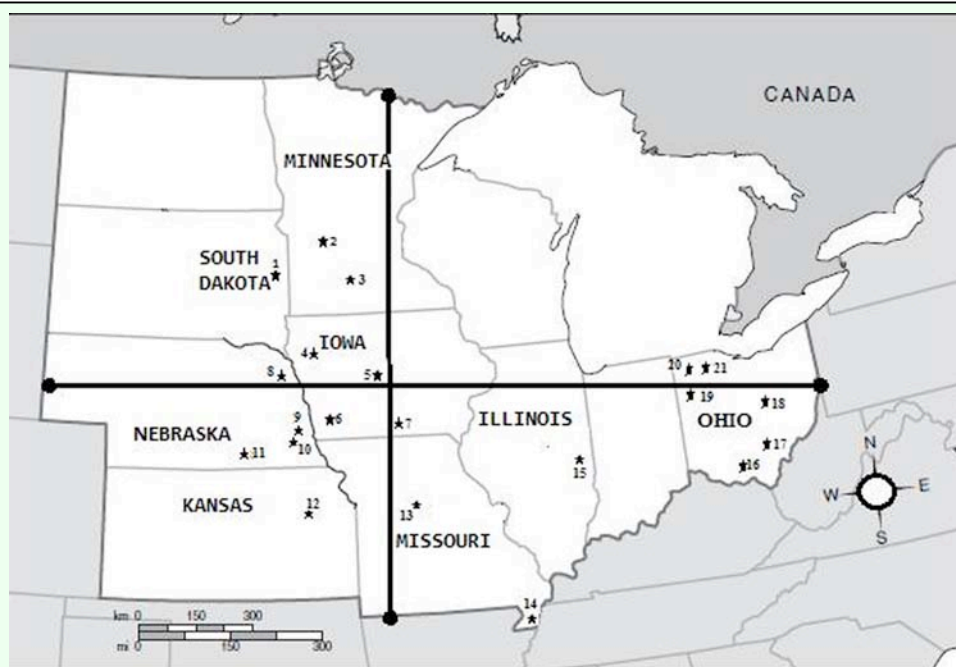 CANADA
MINNESOTA
2
SOUTH
DAKOTA
1
3
IOWA
4
8
5
20
21
19
18
6
7
ILLINOIS
OHIO
9
NEBRASKA
10
11
17
16
15
N
W
E
S
KANSAS
12
13
MISSOURI
14
km 0 150 300
mi 0 150 300